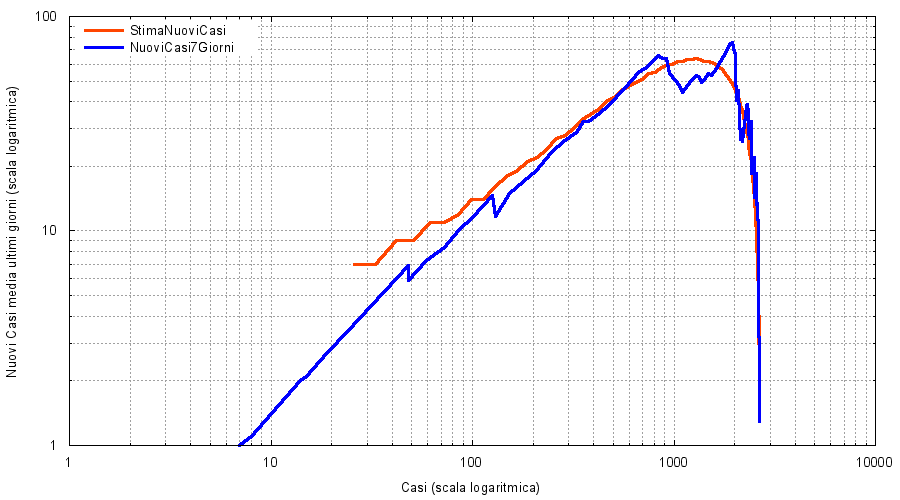 100
StimaNuoviCasi
NuoviCasi7Giorni
Nuovi Casi media ultimi giorni (scala logaritmica)
10
1
1
10
100
1000
10000
Casi (scala logaritmica)